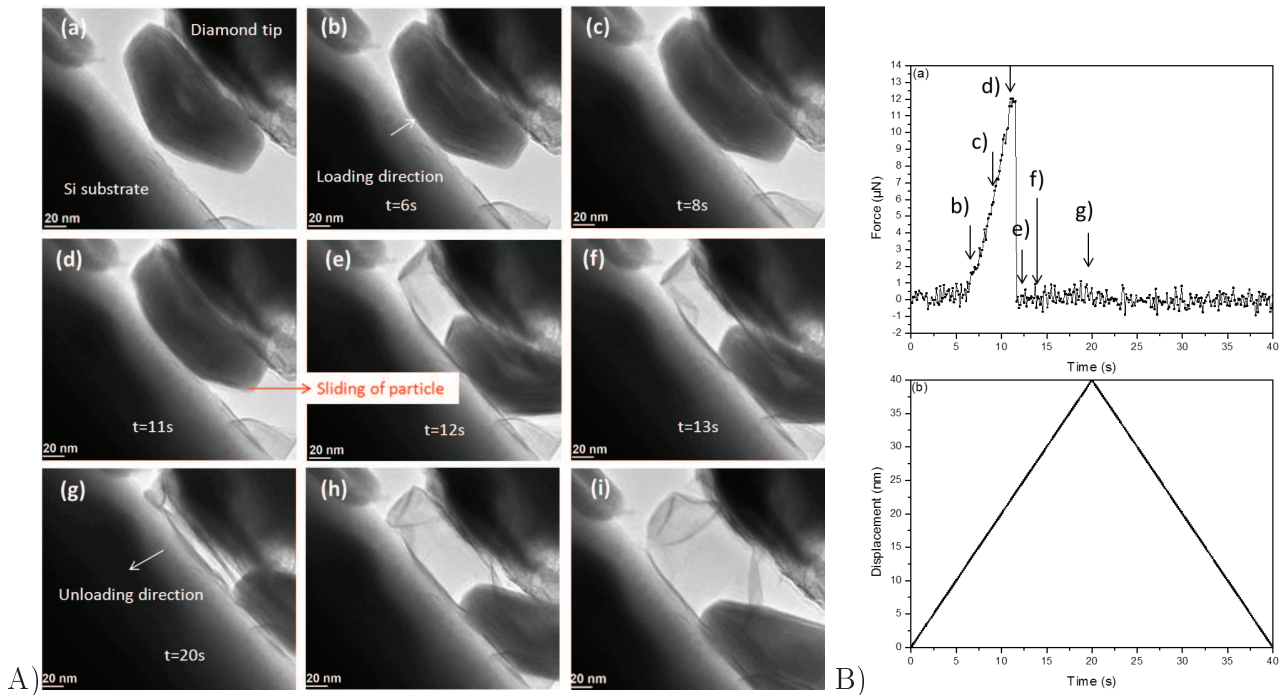 (a)
Diamond tip
Si substrate
20 nm
(b)
Loading direction
t=6s
20 nm
(c)
t=8s
20 nm
(d)
Sliding of particle
t=11s
20 nm
(e)
t=12s
20 nm
(f)
t=13s
20 nm
(g)
Unloading direction
t=20s
20 nm
(h)
20 nm
(i)
20 nm
A)
(a)
14
13
12
11
10
9
8
7
6
5
4
3
2
1
0
-1
-2
Force (µN)
b)
c)
d)
e)
f)
g)
0 5 10 15 20 25 30 35 40
Time (s)
(b)
40
35
30
25
20
15
10
5
0
Displacement (nm)
0 5 10 15 20 25 30 35 40
Time (s)
B)